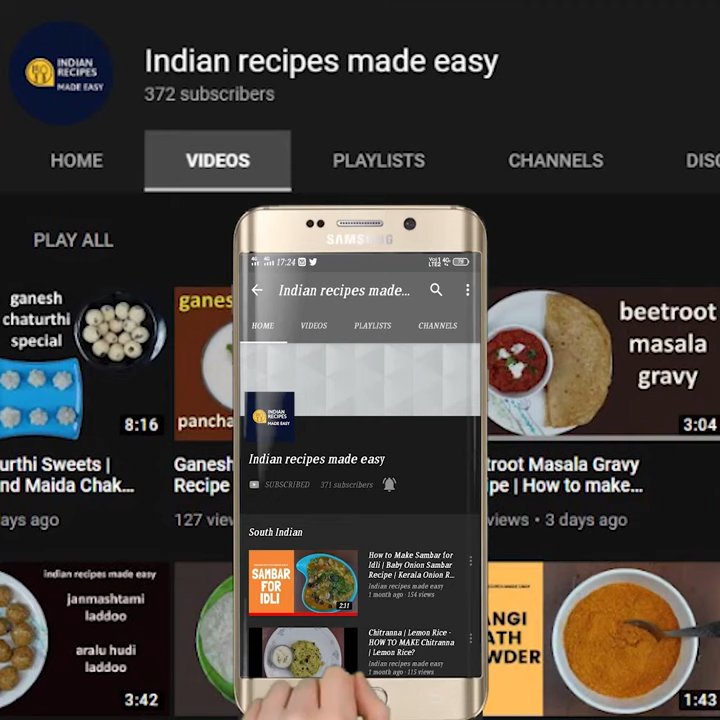 INDIAN
RECIPES
MADE EASY
Indian recipes made easy
372 subscribers
HOME
VIDEOS
PLAYLISTS
CHANNELS
DISC
PLAY ALL
ganesh
chaturthi
special
8:16
urthi Sweets |
nd Maida Chak...
ays ago
ganes
pancha
Ganesh
Recipe
127 view
beetroot
masala
gravy
3:04
troot Masala Gravy
ipe | How to make...
views • 3 days ago
indian recipes made easy
janmashtami
laddoo
aralu hudi
laddoo
3:42
ANGI
ATH
WDER
1:43
SAMSUNG
17:24
Indian recipes made...
HOME
VIDEOS
PLAYLISTS
CHANNELS
INDIAN
RECIPES
MADE EASY
Indian recipes made easy
SUBSCRIBED
371 subscribers
South Indian
SAMBAR
FOR
IDLI
2:11
How to Make Sambar for
Idli | Baby Onion Sambar
Recipe | Kerala Onion R...
Indian recipes made easy
1 month ago · 154 views
Chitranna | Lemon Rice -
HOW TO MAKE Chitranna
| Lemon Rice?
Indian recipes made easy
1 month ago · 115 views